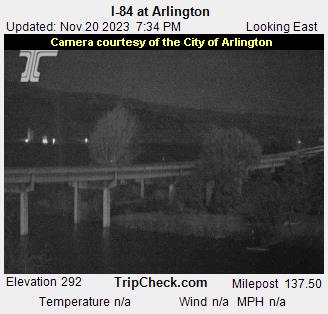 I-84 at Arlington
Updated: Nov 20 2023 7:34 PM Looking East
Camera courtesy of the City of Arlington
Elevation 292 TripCheck.com Milepost 137.50
Temperature n/a Wind n/a MPH n/a